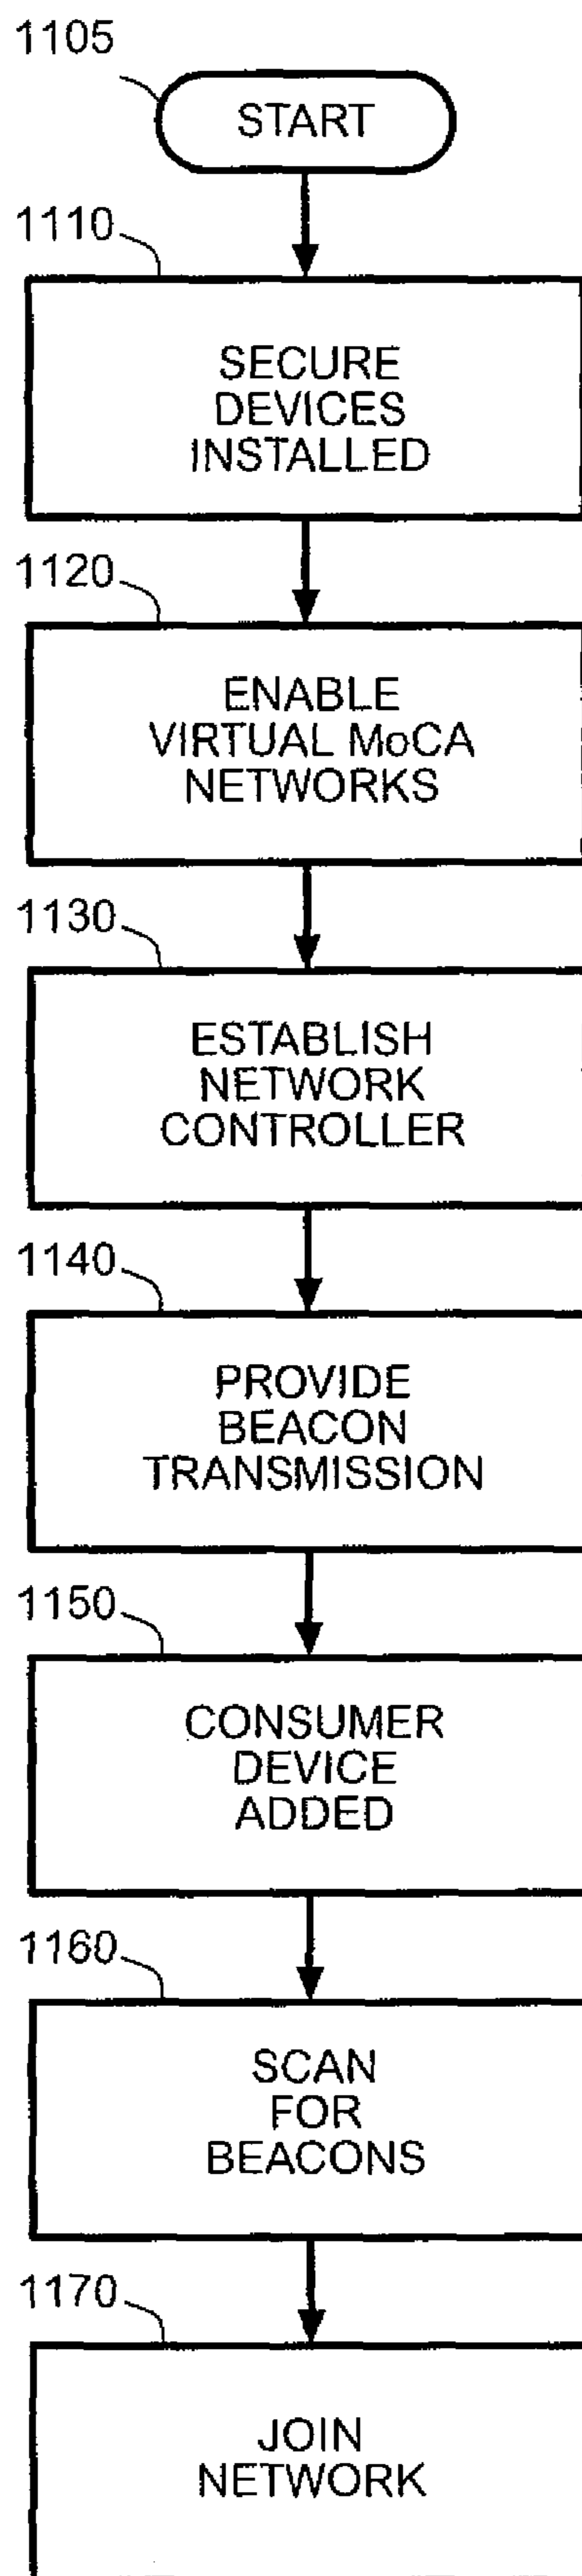 1105
START
1110
SECURE
DEVICES
INSTALLED
1120
ENABLE
VIRTUAL MoCA
NETWORKS
1130
ESTABLISH
NETWORK
CONTROLLER
1140
PROVIDE
BEACON
TRANSMISSION
1150
CONSUMER
DEVICE
ADDED
1160
SCAN
FOR
BEACONS
1170
JOIN
NETWORK